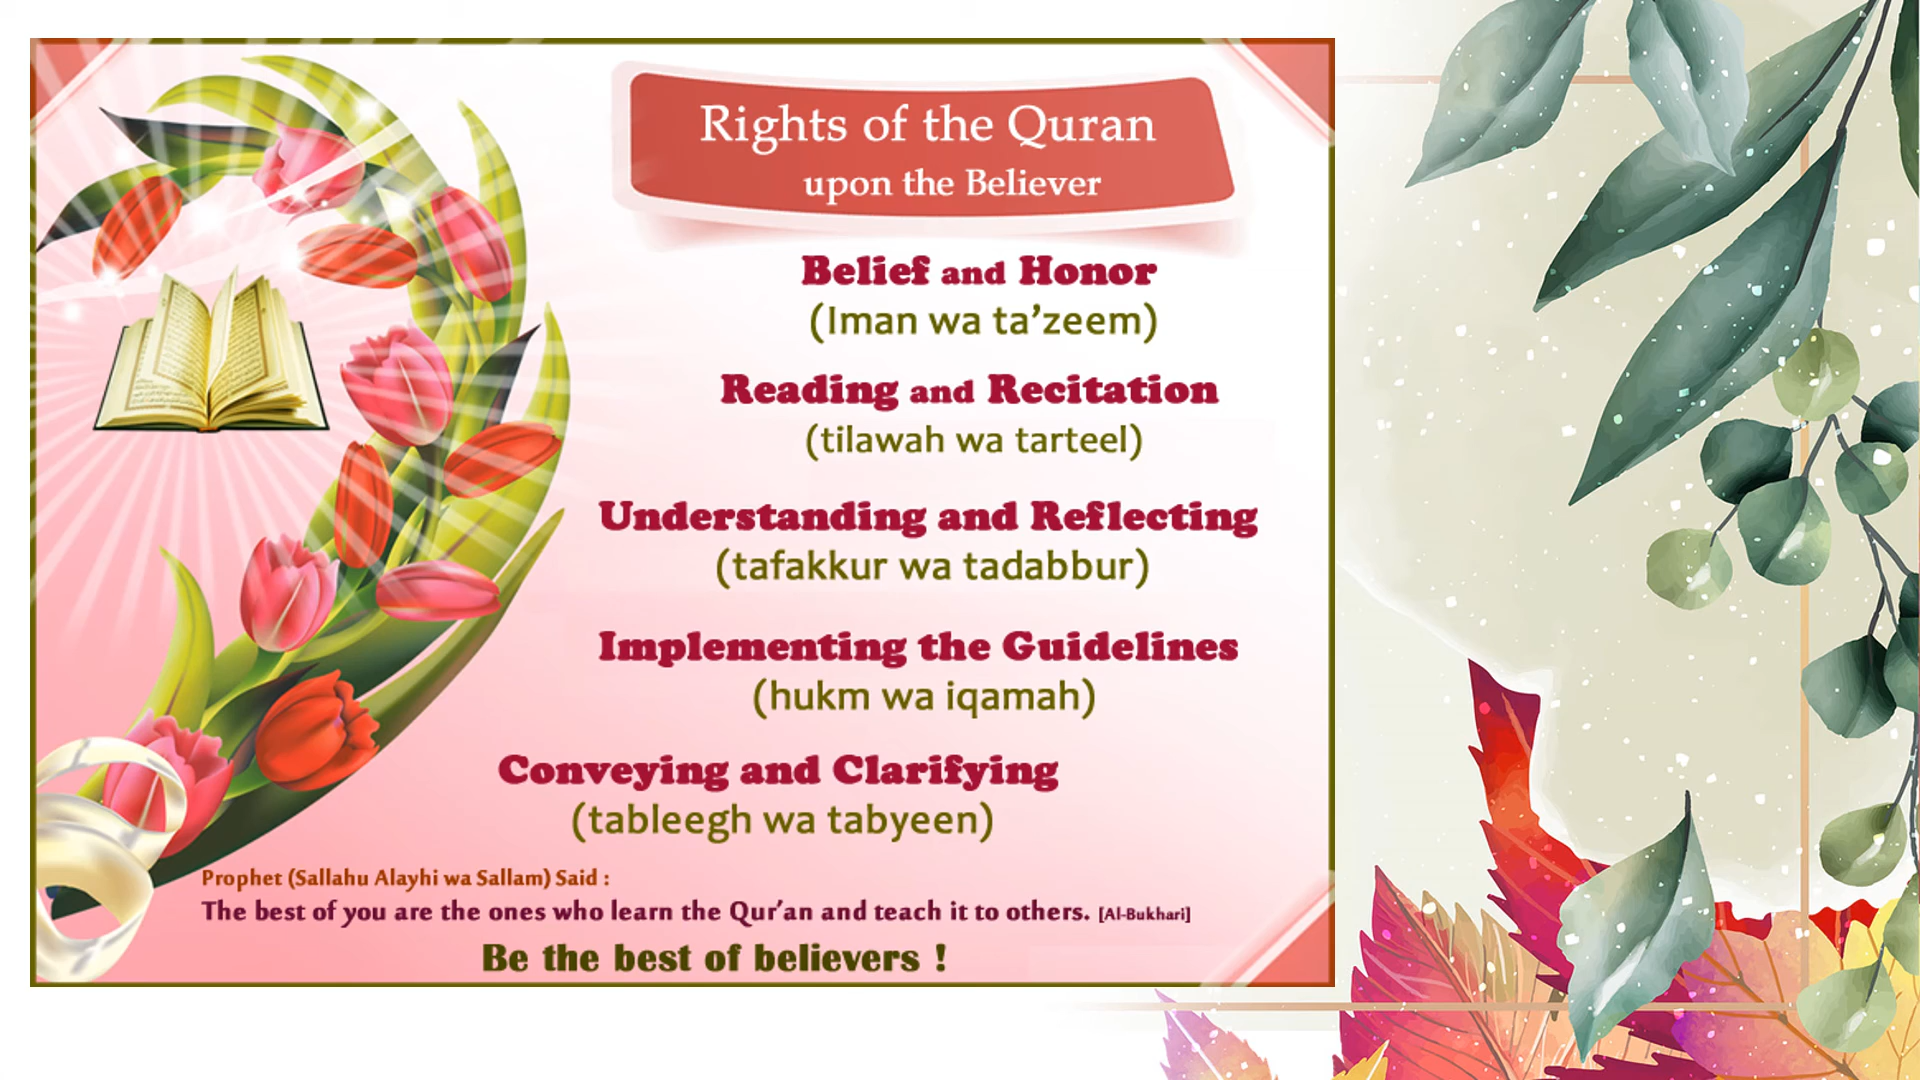 Rights of the Quran
upon the Believer
Belief and Honor
(Iman wa ta’zeem)
Reading and Recitation
(tilawah wa tarteel)
Understanding and Reflecting
(tafakkur wa tadabbur)
Implementing the Guidelines
(hukm wa iqamah)
Conveying and Clarifying
(tableegh wa tabyeen)
Prophet (Sallahu Alayhi wa Sallam) Said :
The best of you are the ones who learn the Qur’an and teach it to others. [Al-Bukhari]
Be the best of believers !